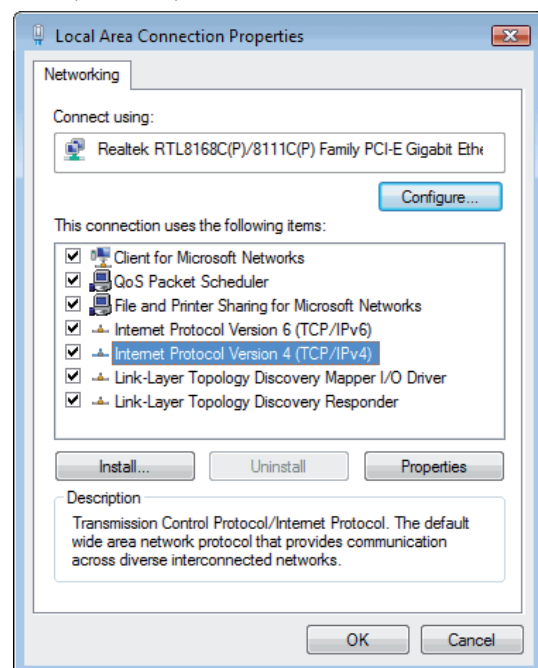 Local Area Connection Properties
Networking
Connect using:
Realtek RTL8168C(P)/8111C(P) Family PCI-E Gigabit Ethe
Configure...
This connection uses the following items:
Client for Microsoft Networks
QoS Packet Scheduler
File and Printer Sharing for Microsoft Networks
Internet Protocol Version 6 (TCP/IPv6)
Internet Protocol Version 4 (TCP/IPv4)
Link-Layer Topology Discovery Mapper I/O Driver
Link-Layer Topology Discovery Responder
Install... Uninstall Properties
Description
Transmission Control Protocol/Internet Protocol. The default
wide area network protocol that provides communication
across diverse interconnected networks.
OK Cancel